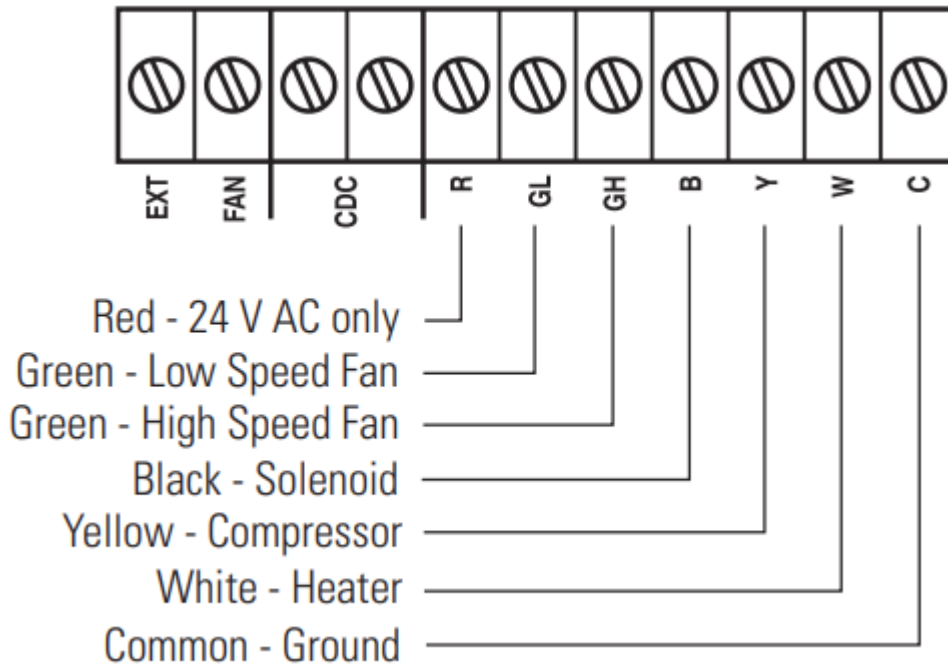 EXT FAN CDC R GL GH B Y W C
Red - 24 V AC only
Green - Low Speed Fan
Green - High Speed Fan
Black - Solenoid
Yellow - Compressor
White - Heater
Common - Ground